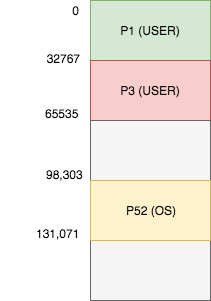 0
P1 (USER)
32767
P3 (USER)
65535
98,303
P52 (OS)
131,071